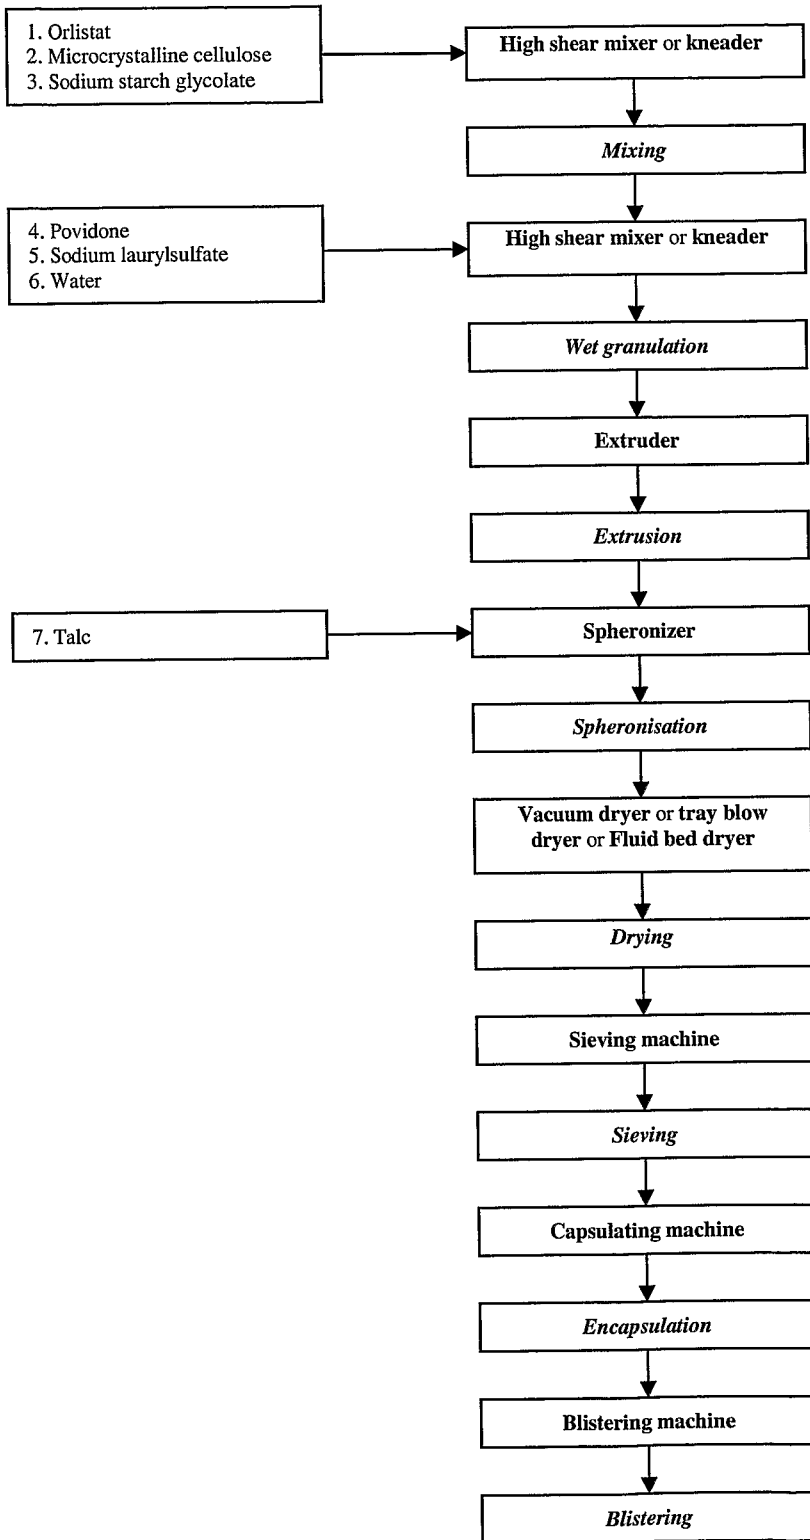 1. Orlistat
2. Microcrystalline cellulose
3. Sodium starch glycolate
High shear mixer or kneader
Mixing
4. Povidone
5. Sodium laurylsulfate
6. Water
High shear mixer or kneader
Wet granulation
Extruder
Extrusion
7. Talc
Spheronizer
Spheronisation
Vacuum dryer or tray blow
dryer or Fluid bed dryer
Drying
Sieving machine
Sieving
Capsulating machine
Encapsulation
Blistering machine
Blistering